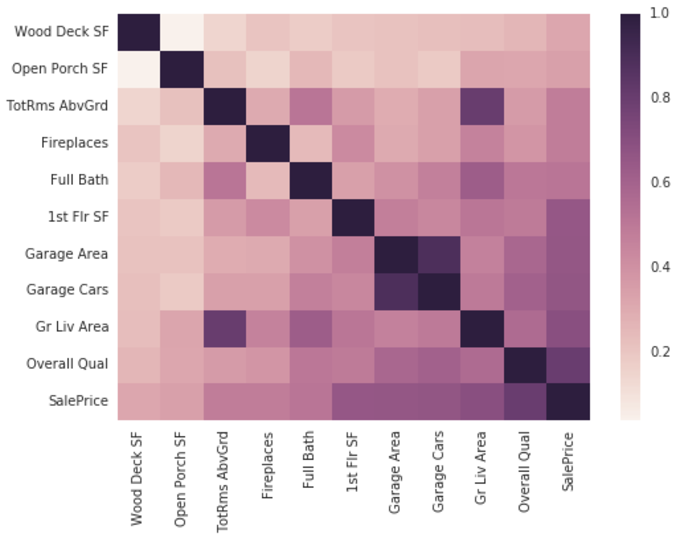 1.0
Wood Deck SF
Open Porch SF
TotRms AbvGrd
0.8
Fireplaces
Full Bath
0.6
1st Flr SF
Garage Area
0.4
Garage Cars
Gr Liv Area
0.2
Overall Qual
SalePrice
Wood Deck SF
Open Porch SF
TotRms AbvGrd
Fireplaces
Full Bath
1st Flr SF
Garage Area
Garage Cars
Gr Liv Area
Overall Qual
SalePrice